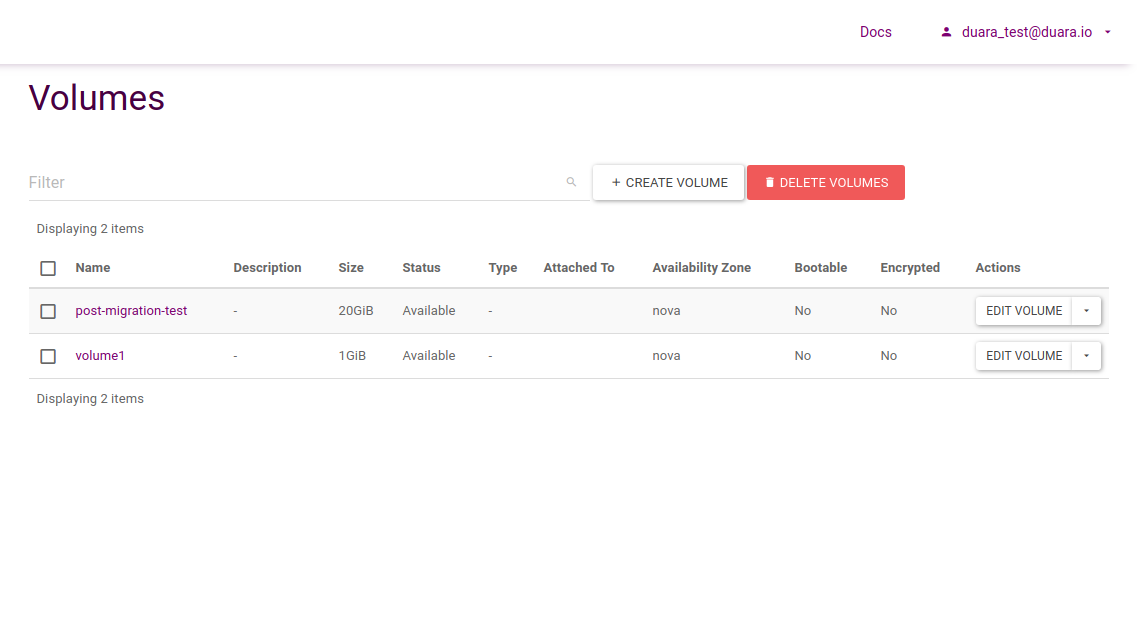 Docs duara_test@duara.io
Volumes
Filter + CREATE VOLUME DELETE VOLUMES
Displaying 2 items
Name Description Size Status Type Attached To Availability Zone Bootable Encrypted Actions
post-migration-test - 20GiB Available - nova No No EDIT VOLUME
volume1 - 1GiB Available - nova No No EDIT VOLUME
Displaying 2 items